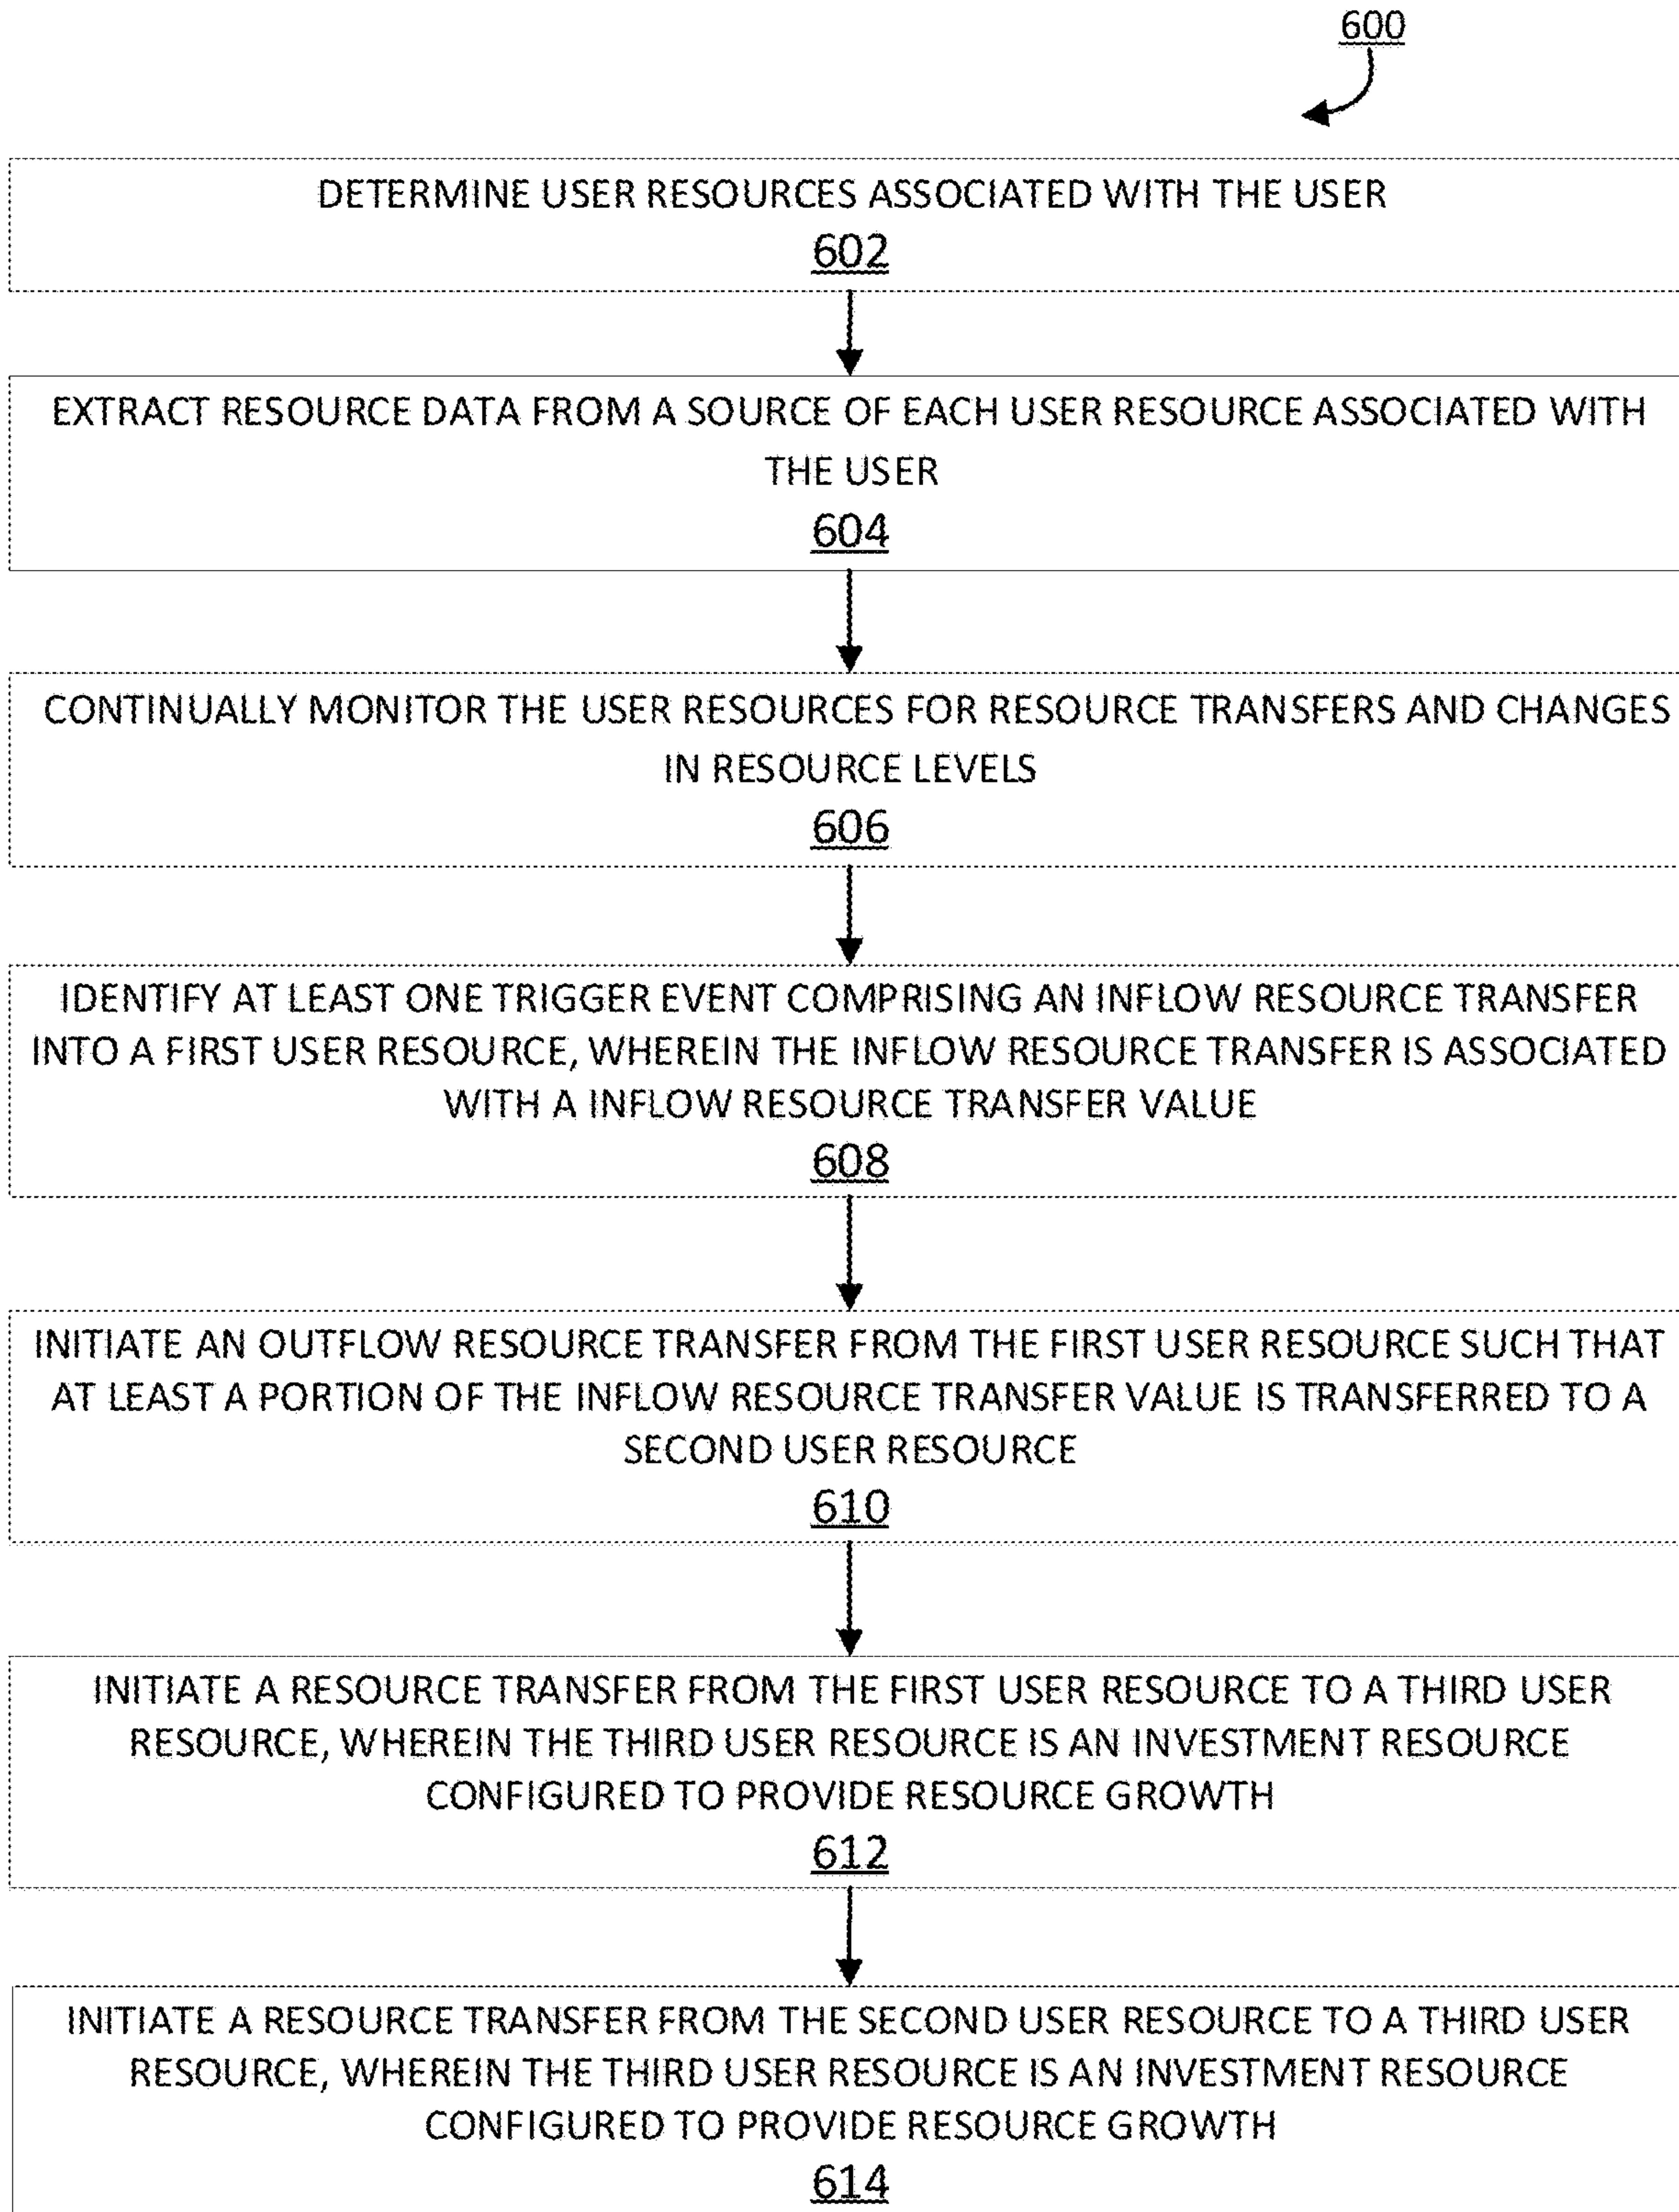 600
DETERMINE USER RESOURCES ASSOCIATED WITH THE USER
602
EXTRACT RESOURCE DATA FROM A SOURCE OF EACH USER RESOURCE ASSOCIATED WITH
THE USER
604
CONTINUALLY MONITOR THE USER RESOURCES FOR RESOURCE TRANSFERS AND CHANGES
IN RESOURCE LEVELS
606
IDENTIFY AT LEAST ONE TRIGGER EVENT COMPRISING AN INFLOW RESOURCE TRANSFER
INTO A FIRST USER RESOURCE, WHEREIN THE INFLOW RESOURCE TRANSFER IS ASSOCIATED
WITH A INFLOW RESOURCE TRANSFER VALUE
608
INITIATE AN OUTFLOW RESOURCE TRANSFER FROM THE FIRST USER RESOURCE SUCH THAT
AT LEAST A PORTION OF THE INFLOW RESOURCE TRANSFER VALUE IS TRANSFERRED TO A
SECOND USER RESOURCE
610
INITIATE A RESOURCE TRANSFER FROM THE FIRST USER RESOURCE TO A THIRD USER
RESOURCE, WHEREIN THE THIRD USER RESOURCE IS AN INVESTMENT RESOURCE
CONFIGURED TO PROVIDE RESOURCE GROWTH
612
INITIATE A RESOURCE TRANSFER FROM THE SECOND USER RESOURCE TO A THIRD USER
RESOURCE, WHEREIN THE THIRD USER RESOURCE IS AN INVESTMENT RESOURCE
CONFIGURED TO PROVIDE RESOURCE GROWTH
614